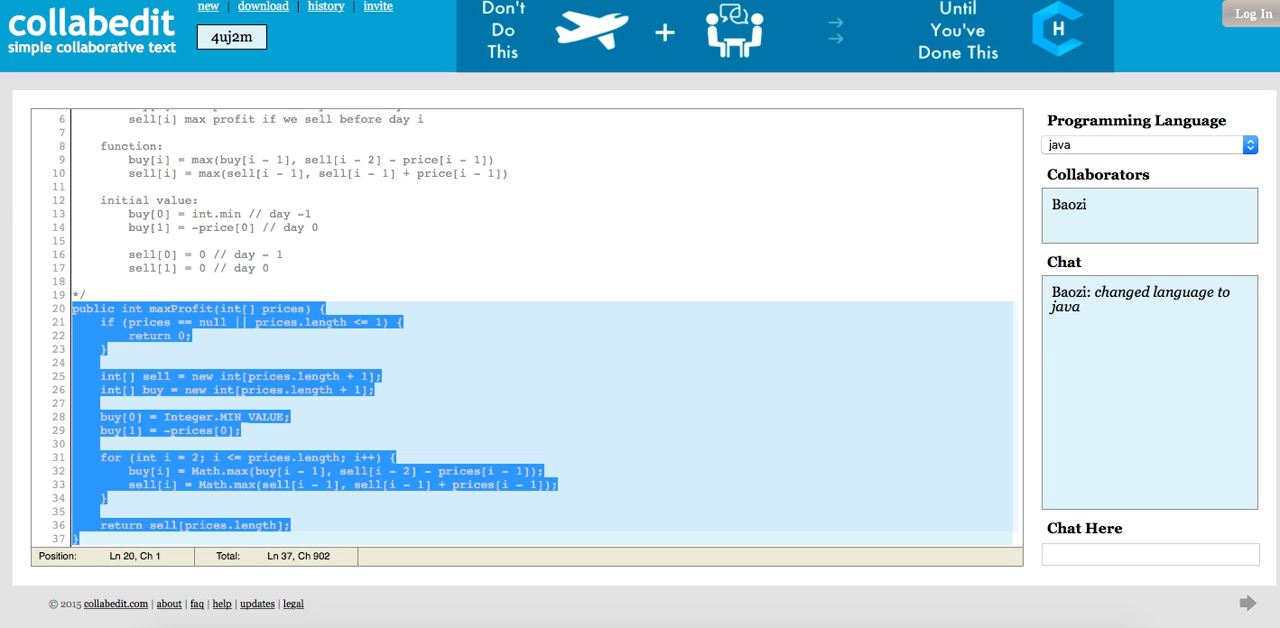 collabedit
simple collaborative text
new | download | history | invite
4uj2m
Don't
Do
This
+
Until
You've
Done This
H
Log In
6 sell[i] max profit if we sell before day i
7
8 function:
9 buy[i] = max(buy[i - 1], sell[i - 2] - price[i - 1])
10 sell[i] = max(sell[i - 1], sell[i - 1] + price[i - 1])
11
12 initial value:
13 buy[0] = int.min // day -1
14 buy[1] = -price[0] // day 0
15
16 sell[0] = 0 // day - 1
17 sell[1] = 0 // day 0
18
19 */
20 public int maxProfit(int[] prices) {
21 if (prices == null || prices.length <= 1) {
22 return 0;
23 }
24
25 int[] sell = new int[prices.length + 1];
26 int[] buy = new int[prices.length + 1];
27
28 buy[0] = Integer.MIN_VALUE;
29 buy[1] = -prices[0];
30
31 for (int i = 2; i <= prices.length; i++) {
32 buy[i] = Math.max(buy[i - 1], sell[i - 2] - prices[i - 1]);
33 sell[i] = Math.max(sell[i - 1], sell[i - 1] + prices[i - 1]);
34 }
35
36 return sell[prices.length];
37 }
Position: Ln 20, Ch 1 Total: Ln 37, Ch 902
Programming Language
java
Collaborators
Baozi
Chat
Baozi: changed language to
java
Chat Here
© 2015 collabedit.com | about | faq | help | updates | legal